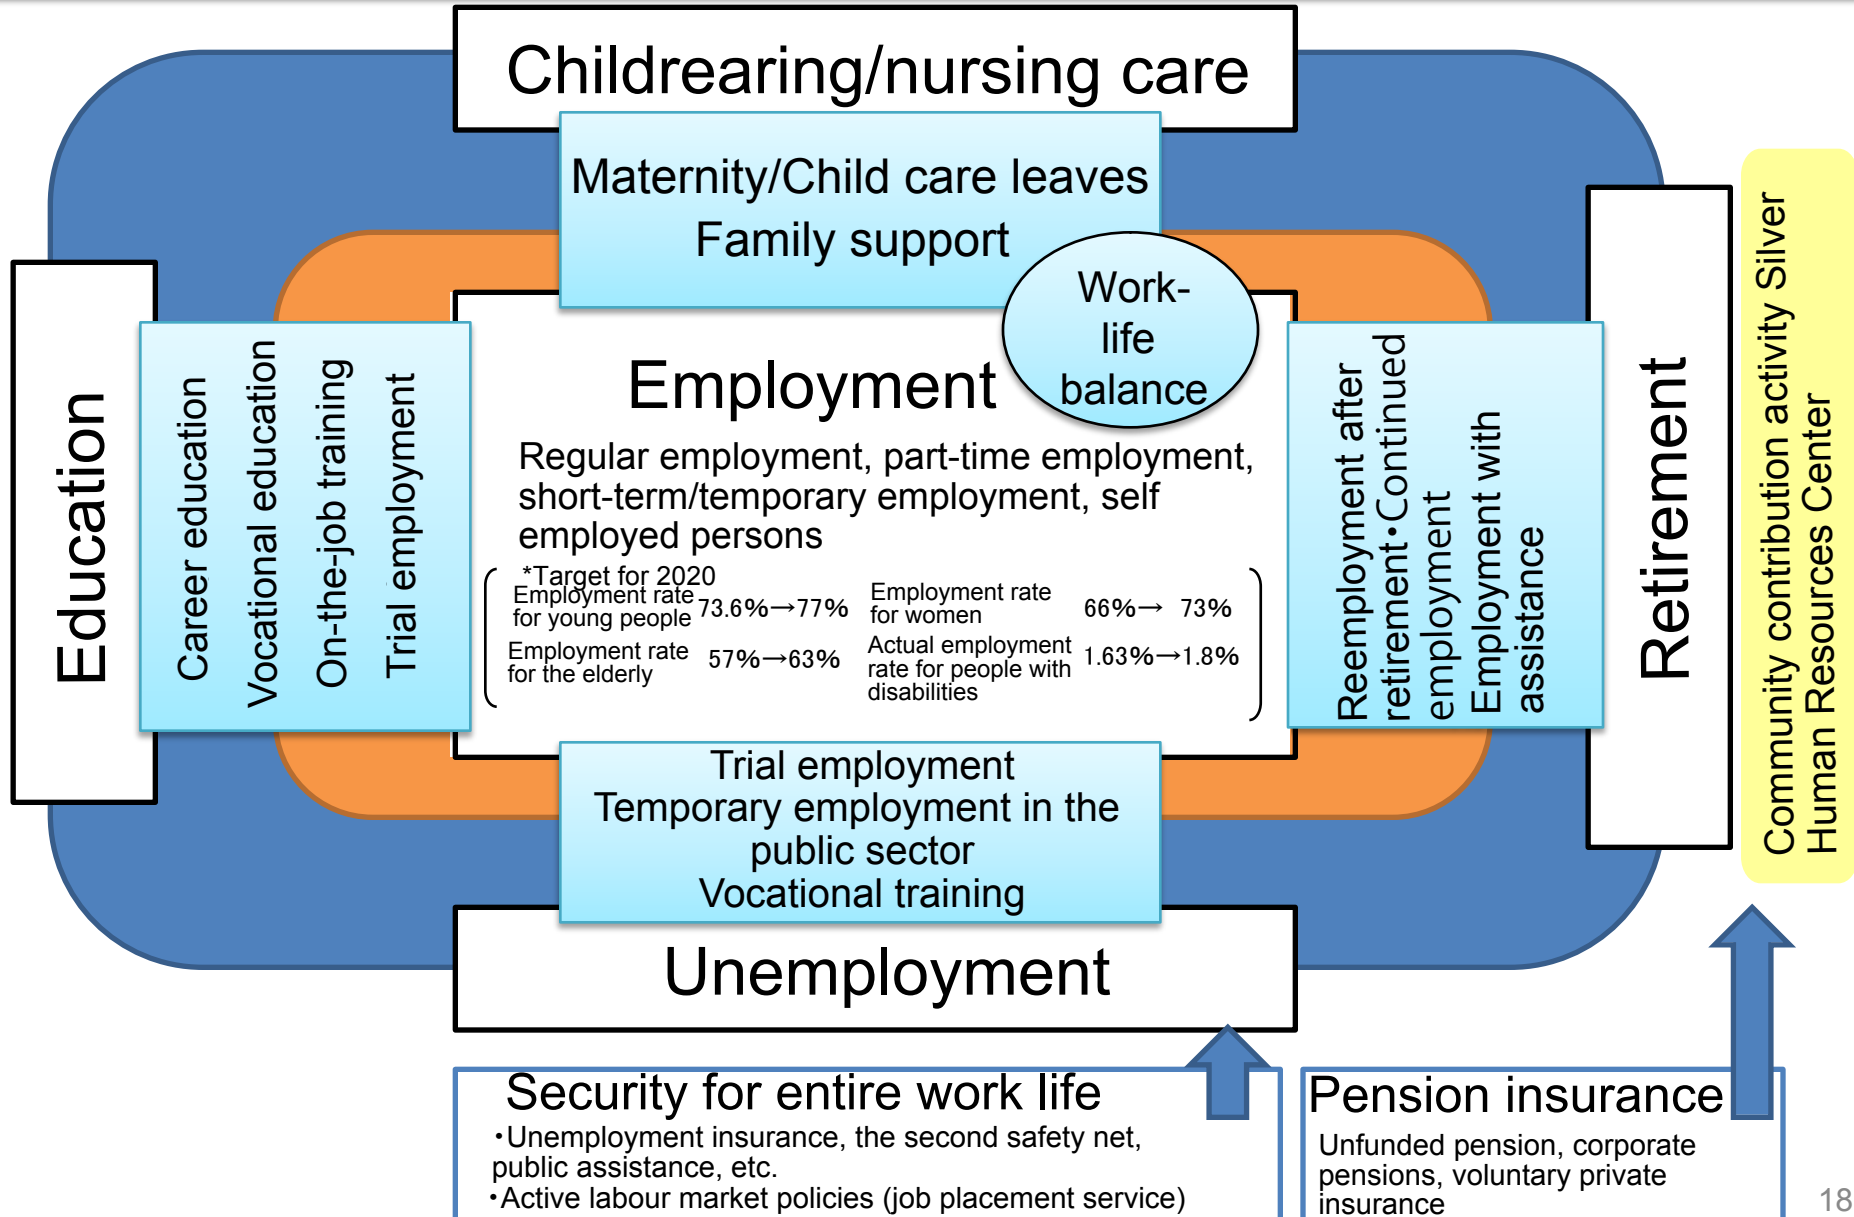 Childrearing/nursing care
Maternity/Child care leaves
Family support
Work-
life
balance
Education
Career education
Vocational education
On-the-job training
Trial employment
Employment
Regular employment, part-time employment,
short-term/temporary employment, self
employed persons
*Target for 2020
Employment rate
for young people
73.6%→77%
Employment rate
for women
66%→ 73%
Employment rate
for the elderly
57%→63%
Actual employment
rate for people with
disabilities
1.63%→1.8%
Reemployment after
retirement・Continued
employment
Employment with
assistance
Retirement
Community contribution activity Silver
Human Resources Center
Trial employment
Temporary employment in the
public sector
Vocational training
Unemployment
Security for entire work life
・Unemployment insurance, the second safety net,
public assistance, etc.
・Active labour market policies (job placement service)
Pension insurance
Unfunded pension, corporate
pensions, voluntary private
insurance
18